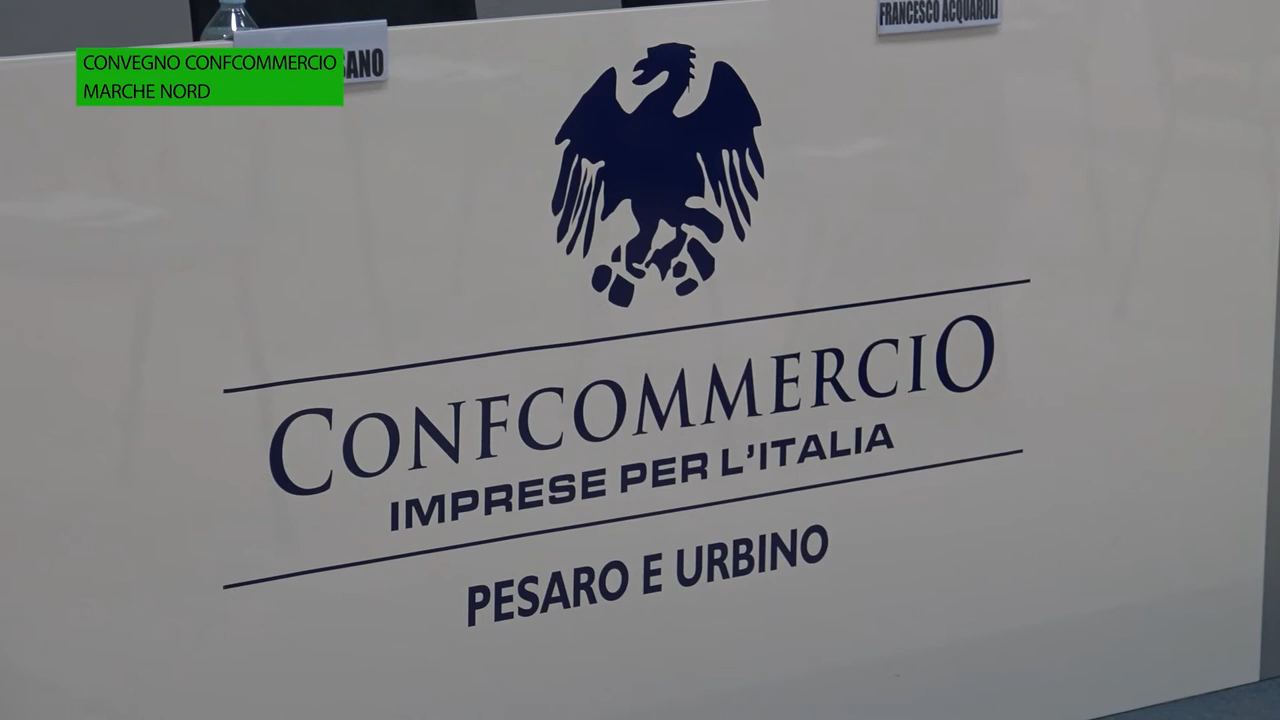 FRANCESCO ACQUAROLI
CONVEGNO CONFCOMMERCIO
MARCHE NORD
CONFCOMMERCIO
IMPRESE PER L'ITALIA
PESARO E URBINO